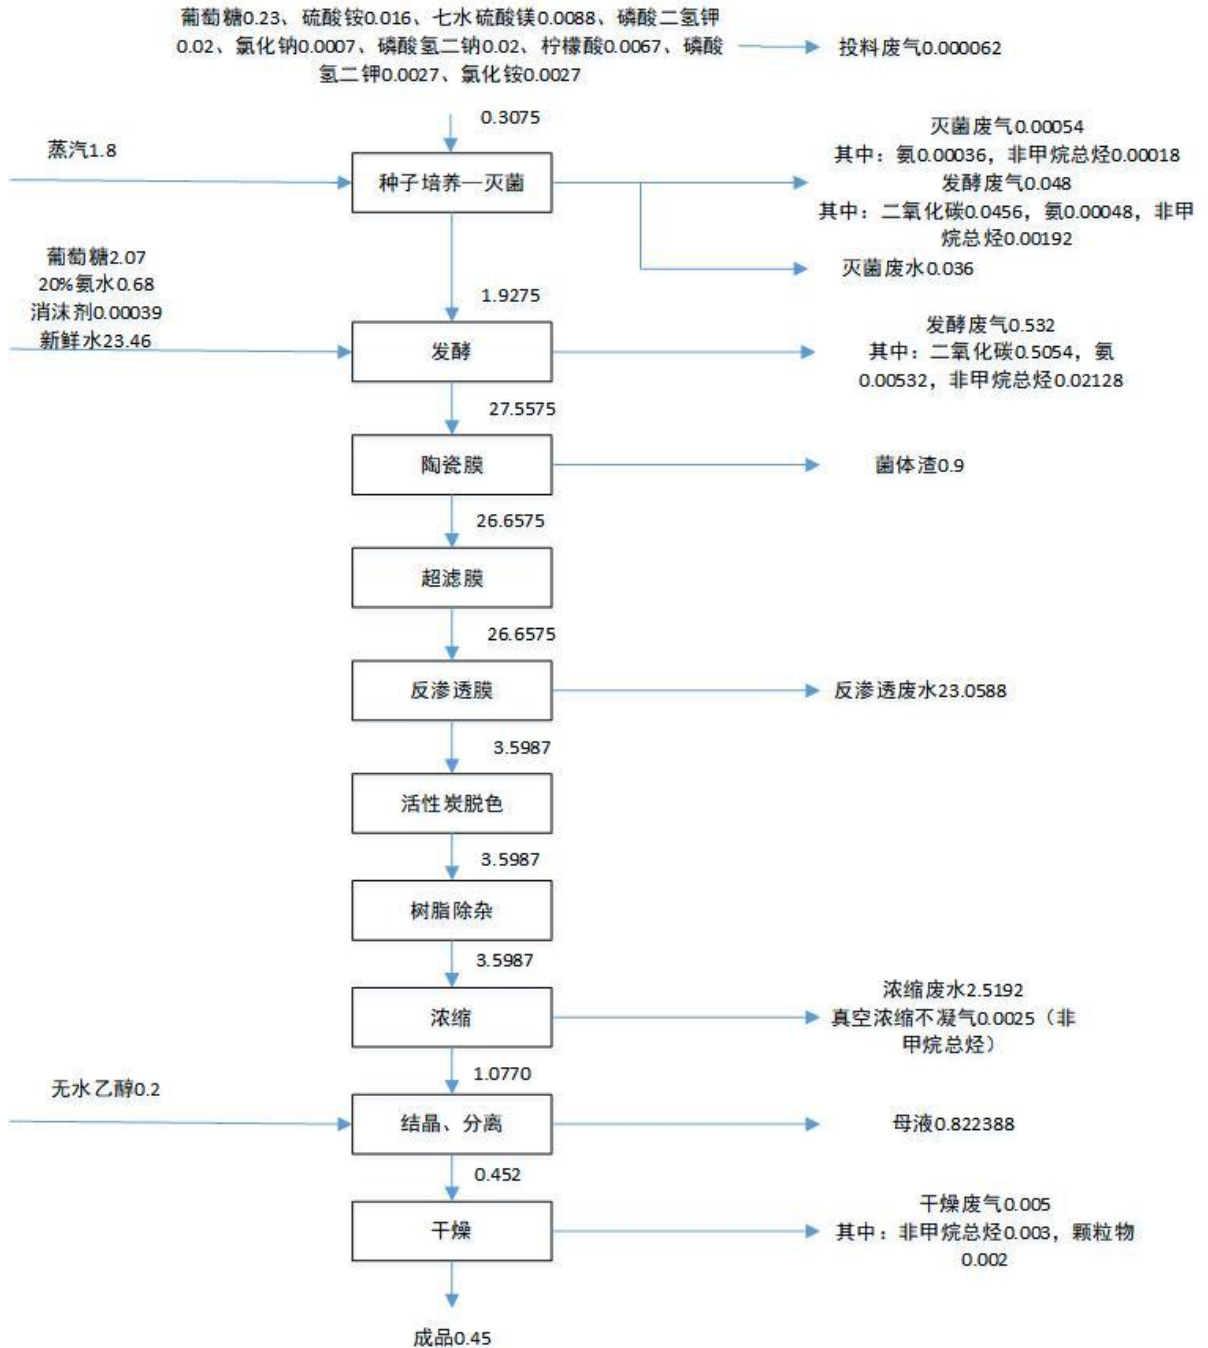 葡萄糖0.23、硫酸铵0.016、七水硫酸镁0.0088、磷酸二氢钾
0.02、氯化钠0.0007、磷酸氢二钠0.02、柠檬酸0.0067、磷酸
氢二钾0.0027、氯化铵0.0027
投料废气0.000062
0.3075
蒸汽1.8
种子培养—灭菌
灭菌废气0.00054
其中：氨0.00036，非甲烷总烃0.00018
发酵废气0.048
其中：二氧化碳0.0456，氨0.00048，非甲
烷总烃0.00192
灭菌废水0.036
1.9275
葡萄糖2.07
20%氨水0.68
消沫剂0.00039
新鲜水23.46
发酵
发酵废气0.532
其中：二氧化碳0.5054，氨
0.00532，非甲烷总烃0.02128
27.5575
陶瓷膜
菌体渣0.9
26.6575
超滤膜
26.6575
反渗透膜
反渗透废水23.0588
3.5987
活性炭脱色
3.5987
树脂除杂
3.5987
浓缩
浓缩废水2.5192
真空浓缩不凝气0.0025（非
甲烷总烃）
1.0770
无水乙醇0.2
结晶、分离
母液0.822388
0.452
干燥
干燥废气0.005
其中：非甲烷总烃0.003，颗粒物
0.002
成品0.45